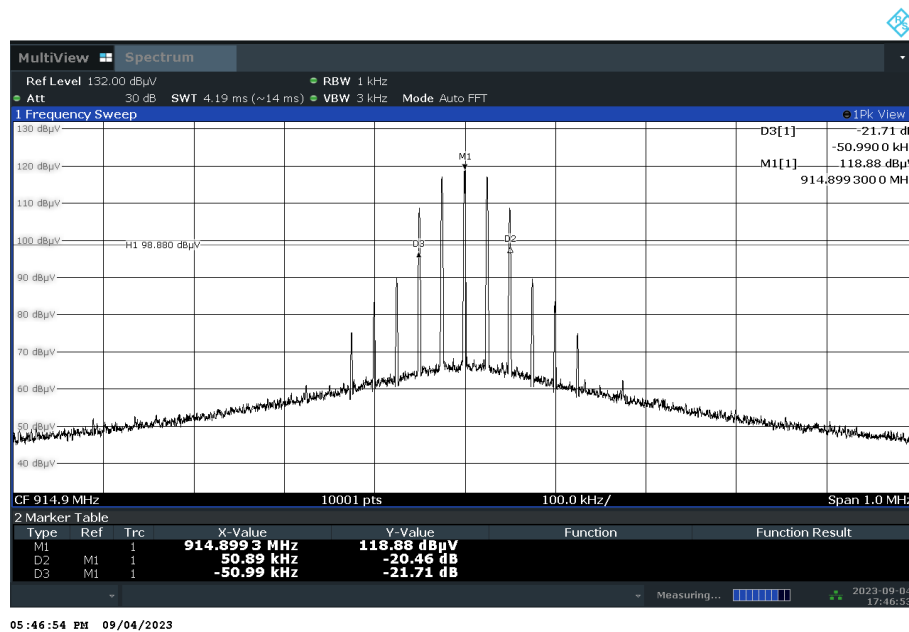 MultiView Spectrum
Ref Level 132.00 dBµV RBW 1 kHz
Att 30 dB SWT 4.19 ms (~14 ms) VBW 3 kHz Mode Auto FFT
1 Frequency Sweep 1Pk View
130 dBµV
D3[1] -21.71 dB
-50.990 0 kH
M1[1] 118.88 dBµV
914.899 300 0 MH
M1
120 dBµV
110 dBµV
100 dBµV
H1 98.880 dBµV
D3
D2
90 dBµV
80 dBµV
70 dBµV
60 dBµV
50 dBµV
40 dBµV
CF 914.9 MHz 10001 pts 100.0 kHz/ Span 1.0 MHz
2 Marker Table
Type Ref Trc X-Value Y-Value Function Function Result
M1 1 914.899 3 MHz 118.88 dBµV
D2 M1 1 50.89 kHz -20.46 dB
D3 M1 1 -50.99 kHz -21.71 dB
Measuring... 2023-09-04
17:46:53
05:46:54 PM 09/04/2023